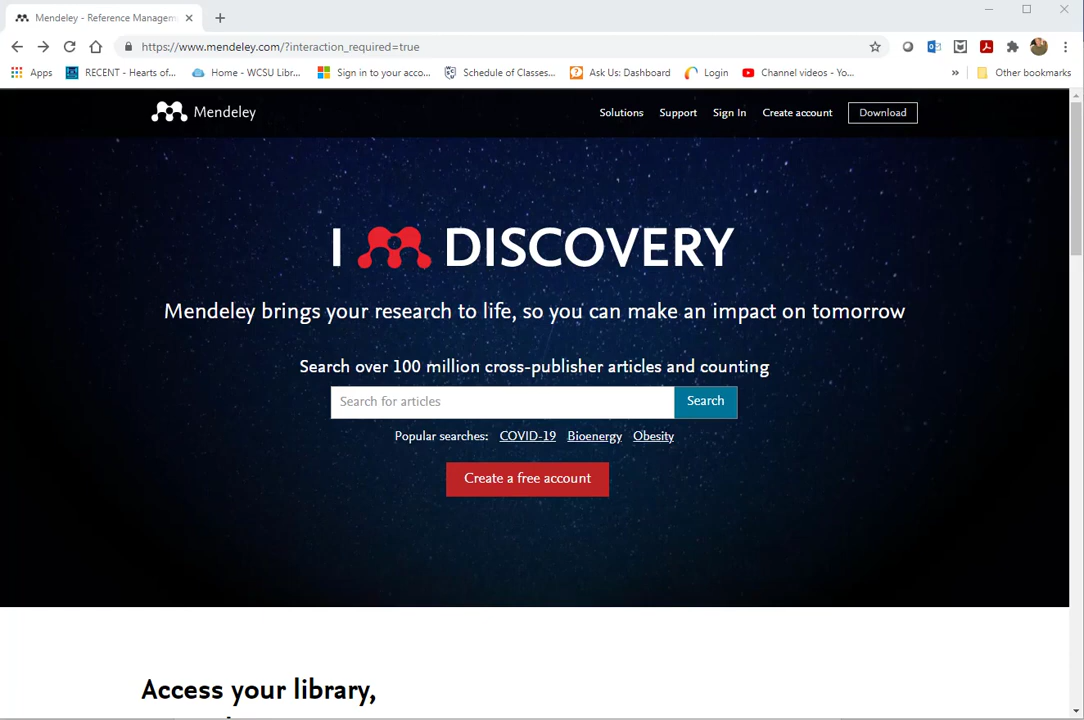 Mendeley - Reference Managem
https://www.mendeley.com/?interaction_required=true
Apps RECENT - Hearts of... Home - WCSU Libr... Sign in to your acco... Schedule of Classes... Ask Us: Dashboard Login Channel videos - Yo... » Other bookmarks
Mendeley Solutions Support Sign In Create account Download
I DISCOVERY
Mendeley brings your research to life, so you can make an impact on tomorrow
Search over 100 million cross-publisher articles and counting
Search for articles Search
Popular searches: COVID-19 Bioenergy Obesity
Create a free account
Access your library,